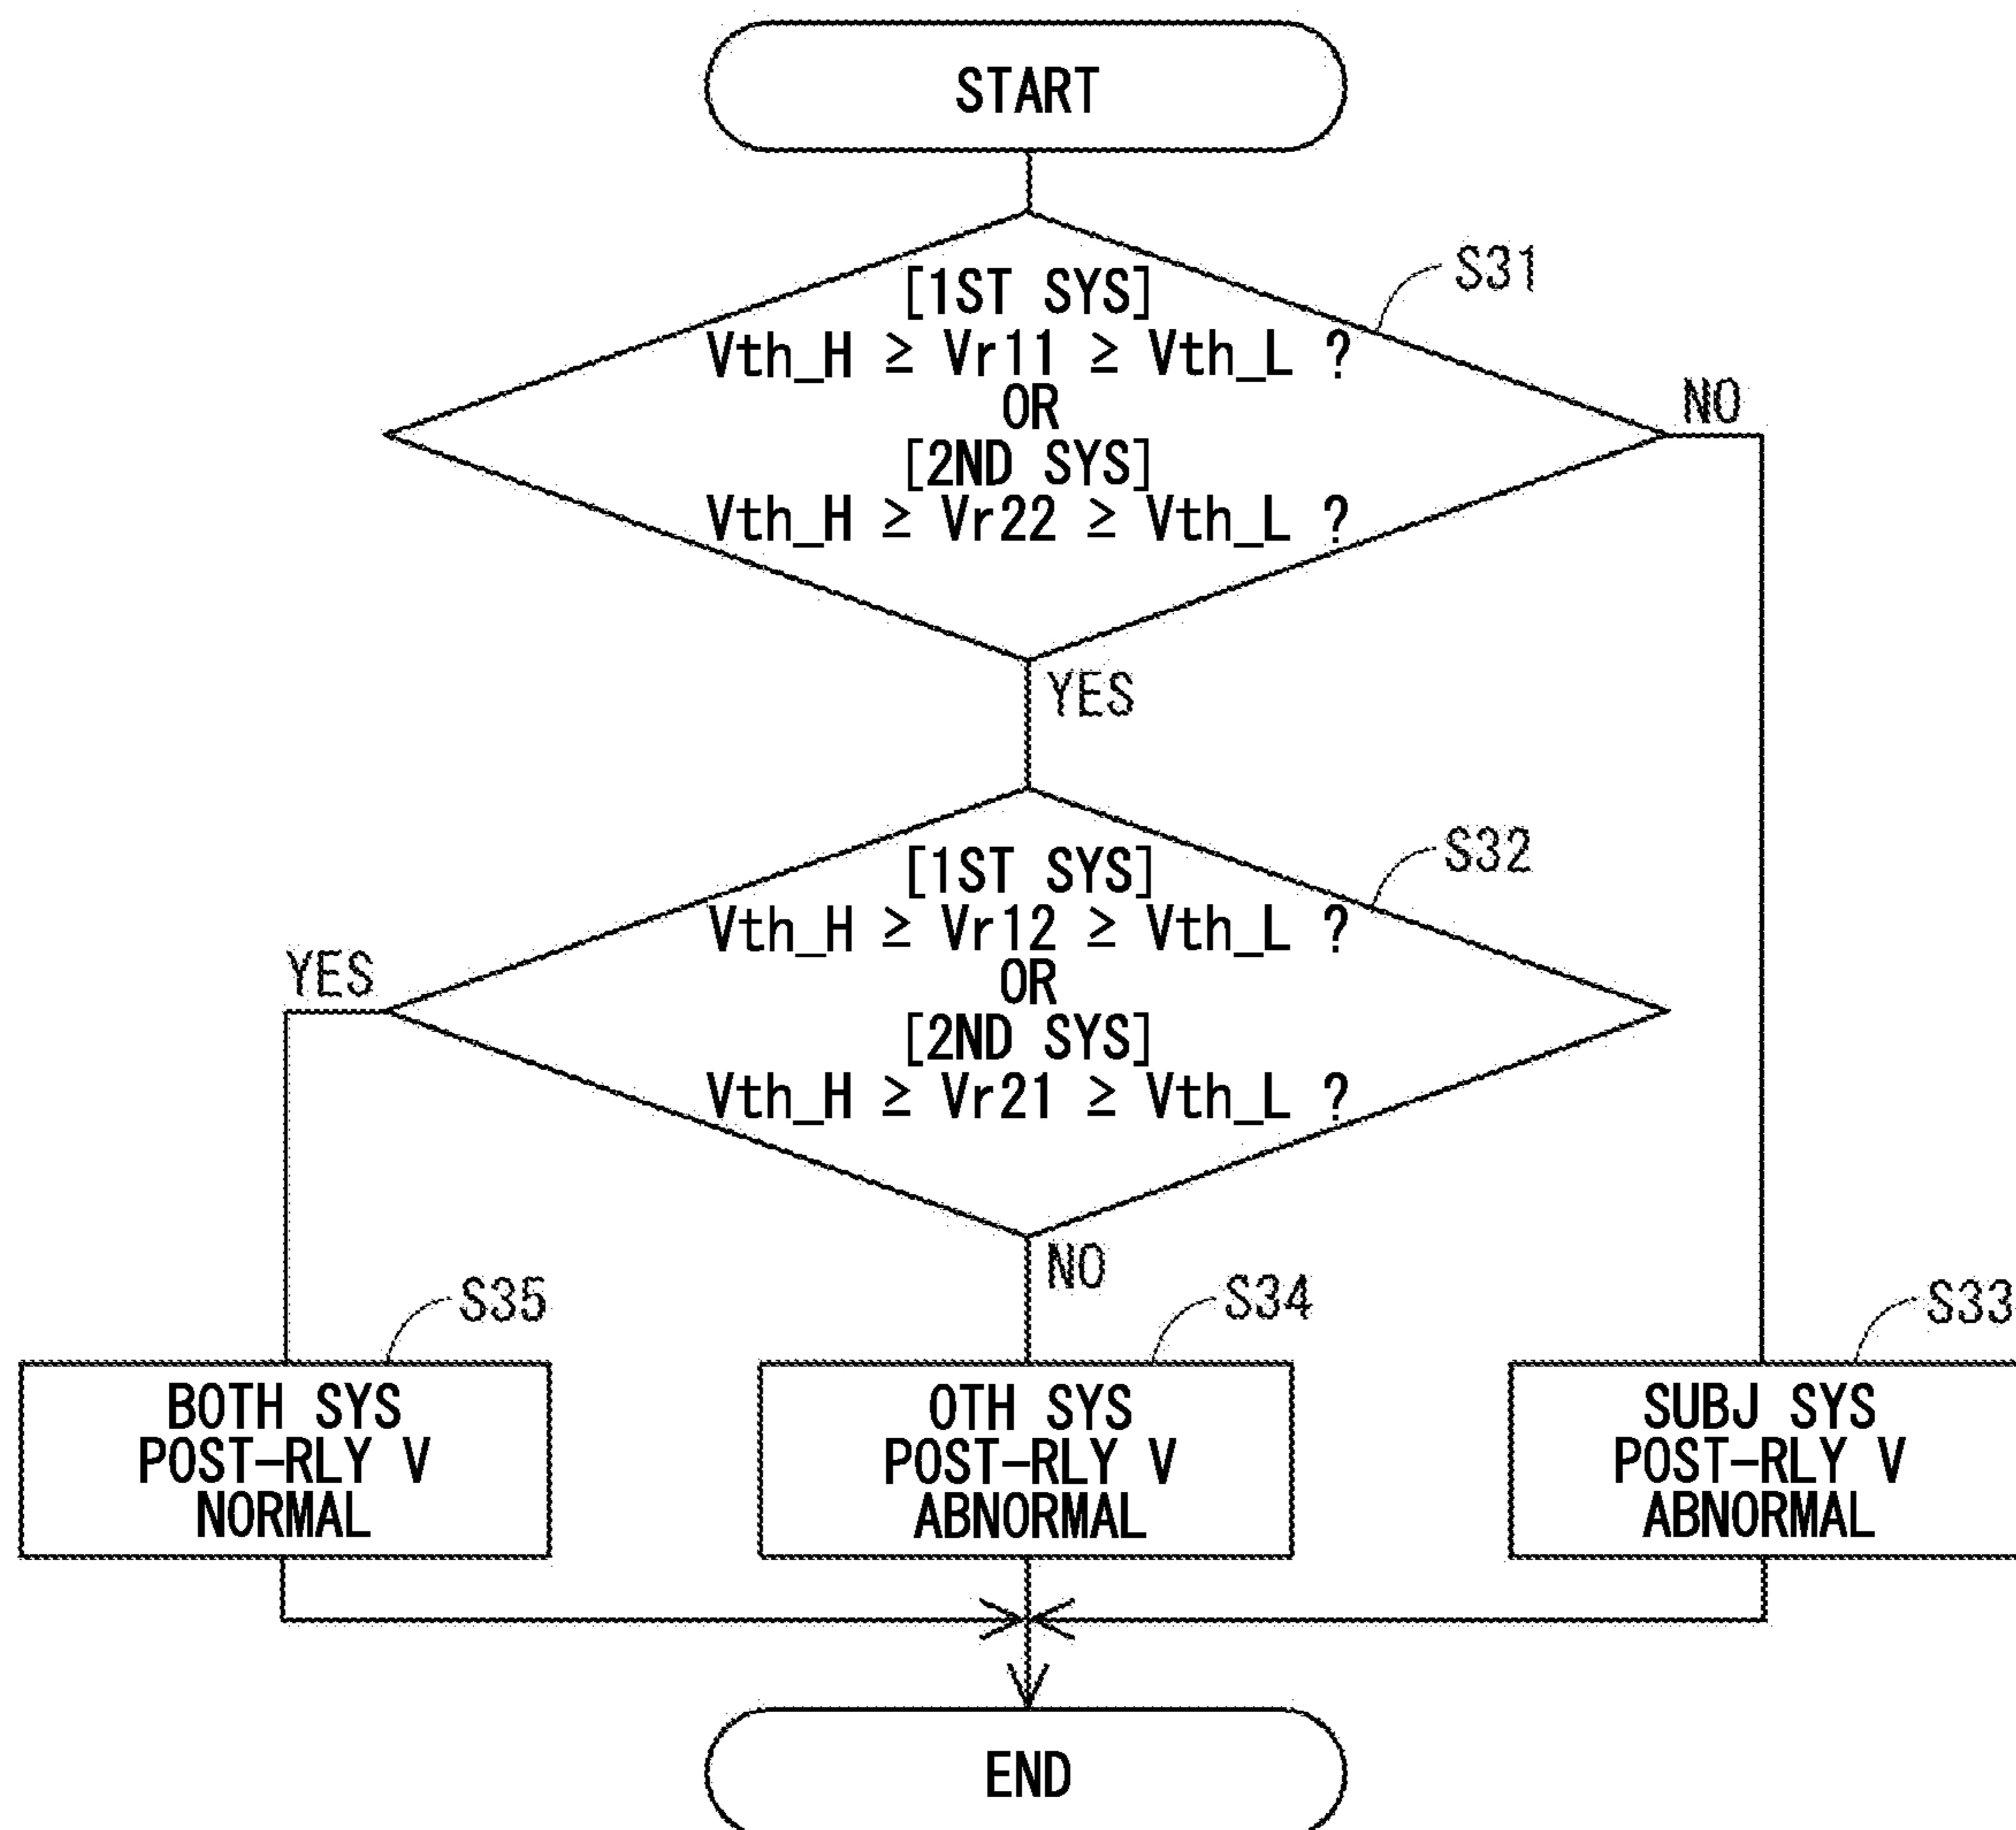 START
[1ST SYS]
Vth_H ≥ Vr11 ≥ Vth_L ?
OR
[2ND SYS]
Vth_H ≥ Vr22 ≥ Vth_L ?
S31
NO
YES
[1ST SYS]
Vth_H ≥ Vr12 ≥ Vth_L ?
OR
[2ND SYS]
Vth_H ≥ Vr21 ≥ Vth_L ?
S32
YES
NO
S35
BOTH SYS
POST-RLY V
NORMAL
S34
OTH SYS
POST-RLY V
ABNORMAL
S33
SUBJ SYS
POST-RLY V
ABNORMAL
END